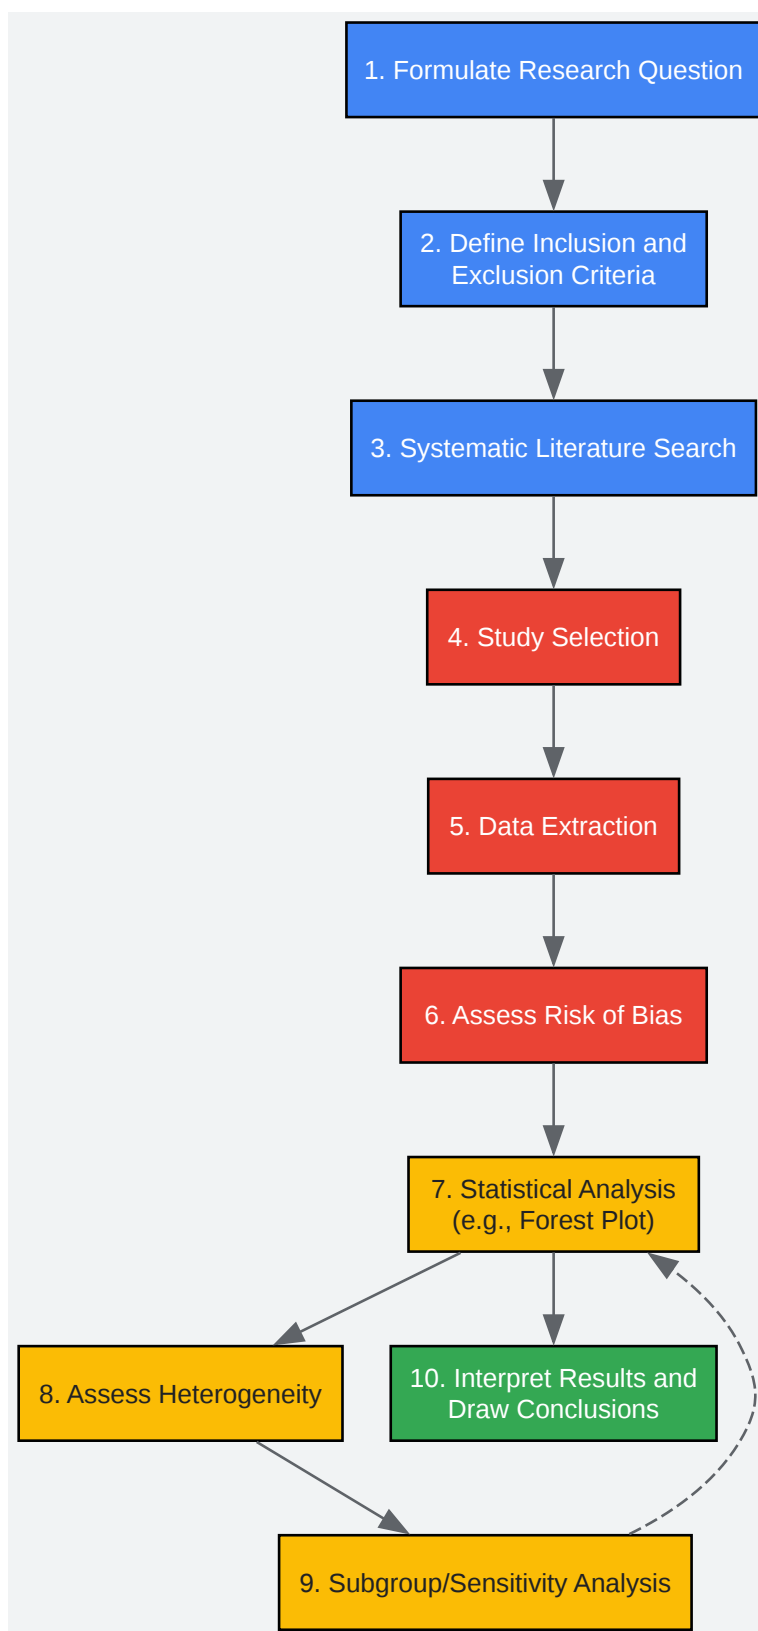 1. Formulate Research Question
2. Define Inclusion and
Exclusion Criteria
3. Systematic Literature Search
4. Study Selection
5. Data Extraction
6. Assess Risk of Bias
7. Statistical Analysis
(e.g., Forest Plot)
8. Assess Heterogeneity
10. Interpret Results and
Draw Conclusions
9. Subgroup/Sensitivity Analysis